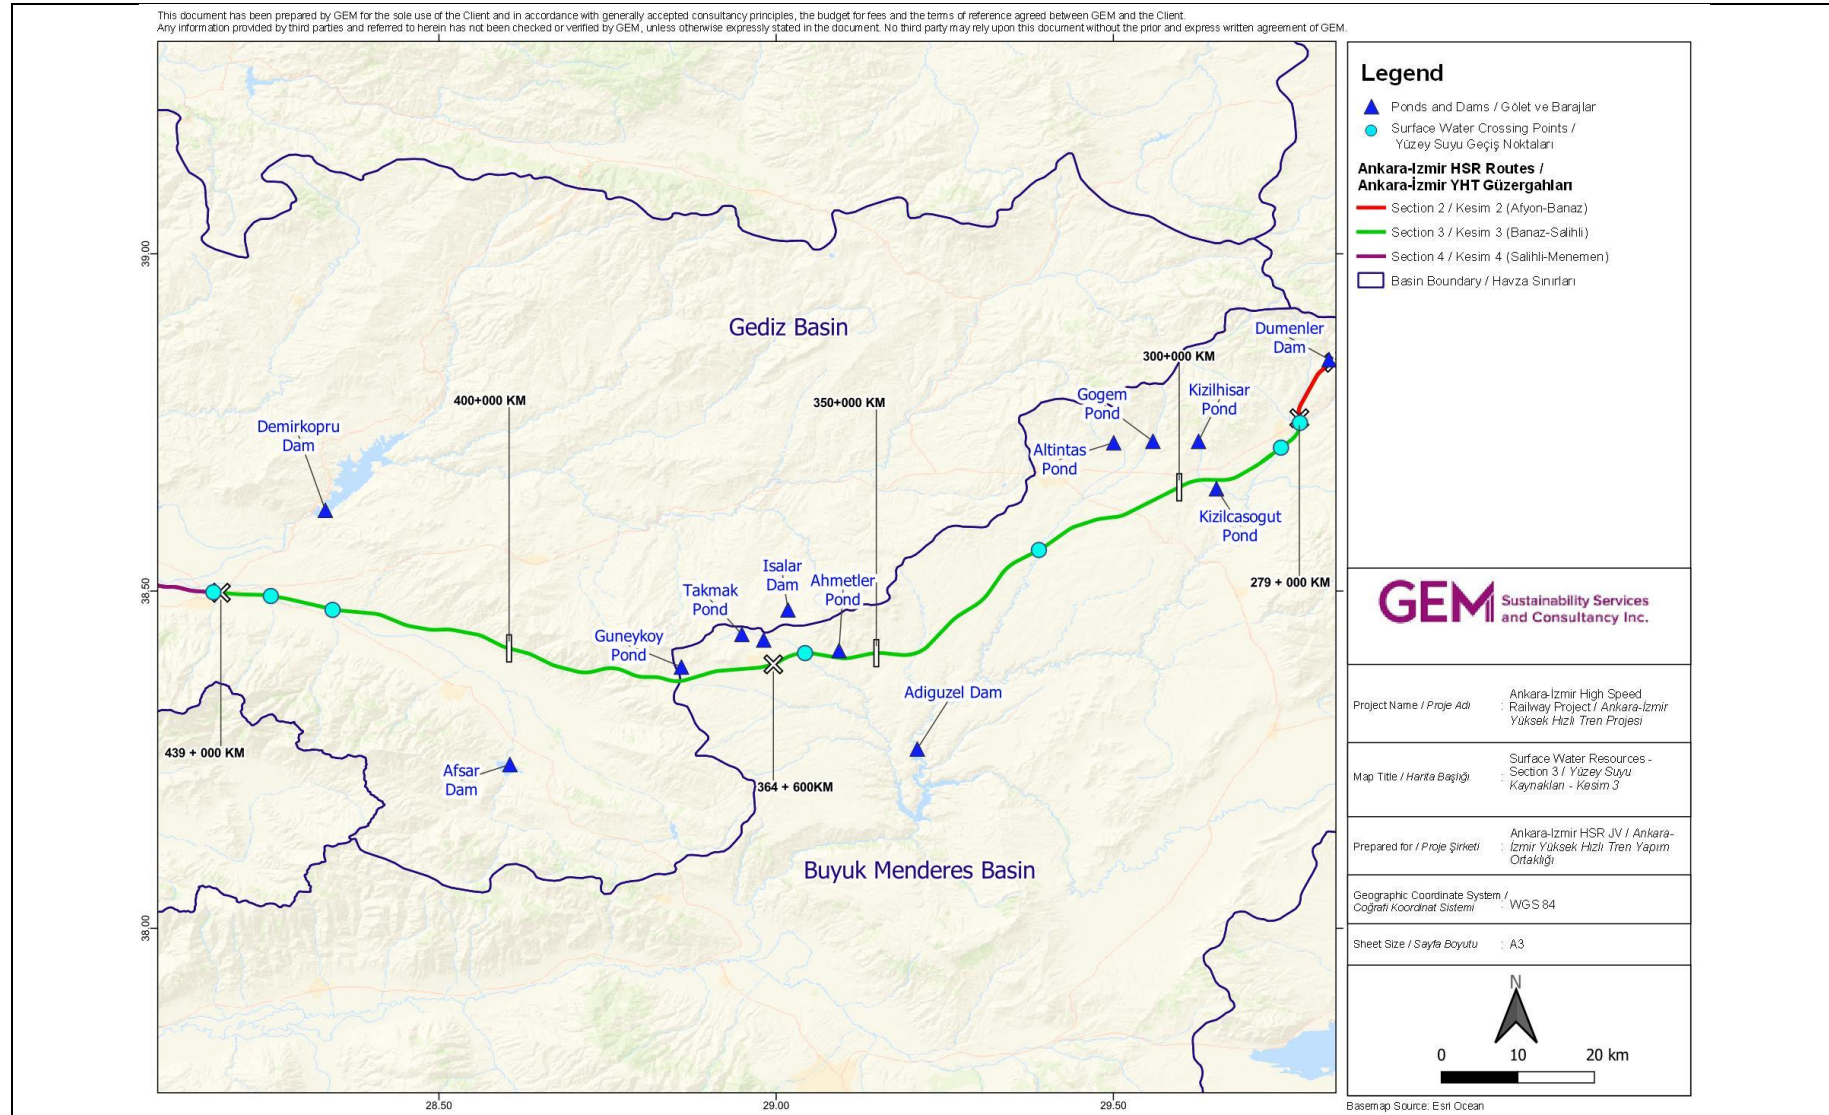 This document has been prepared by GEM for the sole use of the Client and in accordance with generally accepted consultancy principles, the budget for fees and the terms of reference agreed between GEM and the Client.
Any information provided by third parties and referred to herein has not been checked or verified by GEM, unless otherwise expressly stated in the document. No third party may rely upon this document without the prior and express written agreement of GEM.
39.00
38.50
38.00
28.50
29.00
29.50
Gediz Basin
Buyuk Menderes Basin
Dumenler
Dam
300+000 KM
Gogem
Pond
Kizilhisar
Pond
400+000 KM
350+000 KM
Demirkopru
Dam
Altintas
Pond
Kizilcasogut
Pond
Isalar
Dam
Ahmetler
Pond
Takmak
Pond
279 + 000 KM
Guneykoy
Pond
Adiguzel Dam
439 + 000 KM
Afsar
Dam
364 + 600KM
Legend
Ponds and Dams / Gölet ve Barajlar
Surface Water Crossing Points /
Yüzey Suyu Geçiş Noktaları
Ankara-İzmir HSR Routes /
Ankara-İzmir YHT Güzergahları
Section 2 / Kesim 2 (Afyon-Banaz)
Section 3 / Kesim 3 (Banaz-Salihli)
Section 4 / Kesim 4 (Salihli-Menemen)
Basin Boundary / Havza Sınırları
GEM Sustainability Services
and Consultancy Inc.
Project Name / Proje Adı : Ankara-İzmir High Speed
Railway Project / Ankara-İzmir
Yüksek Hızlı Tren Projesi
Map Title / Harita Başlığı : Surface Water Resources -
Section 3 / Yüzey Suyu
Kaynakları - Kesim 3
Prepared for / Proje Şirketi : Ankara-Izmir HSR JV / Ankara-
İzmir Yüksek Hızlı Tren Yapım
Ortaklığı
Geographic Coordinate System /
Coğrafi Koordinat Sistemi : WGS 84
Sheet Size / Sayfa Boyutu : A3
N
0 10 20 km
Basemap Source: Esri Ocean